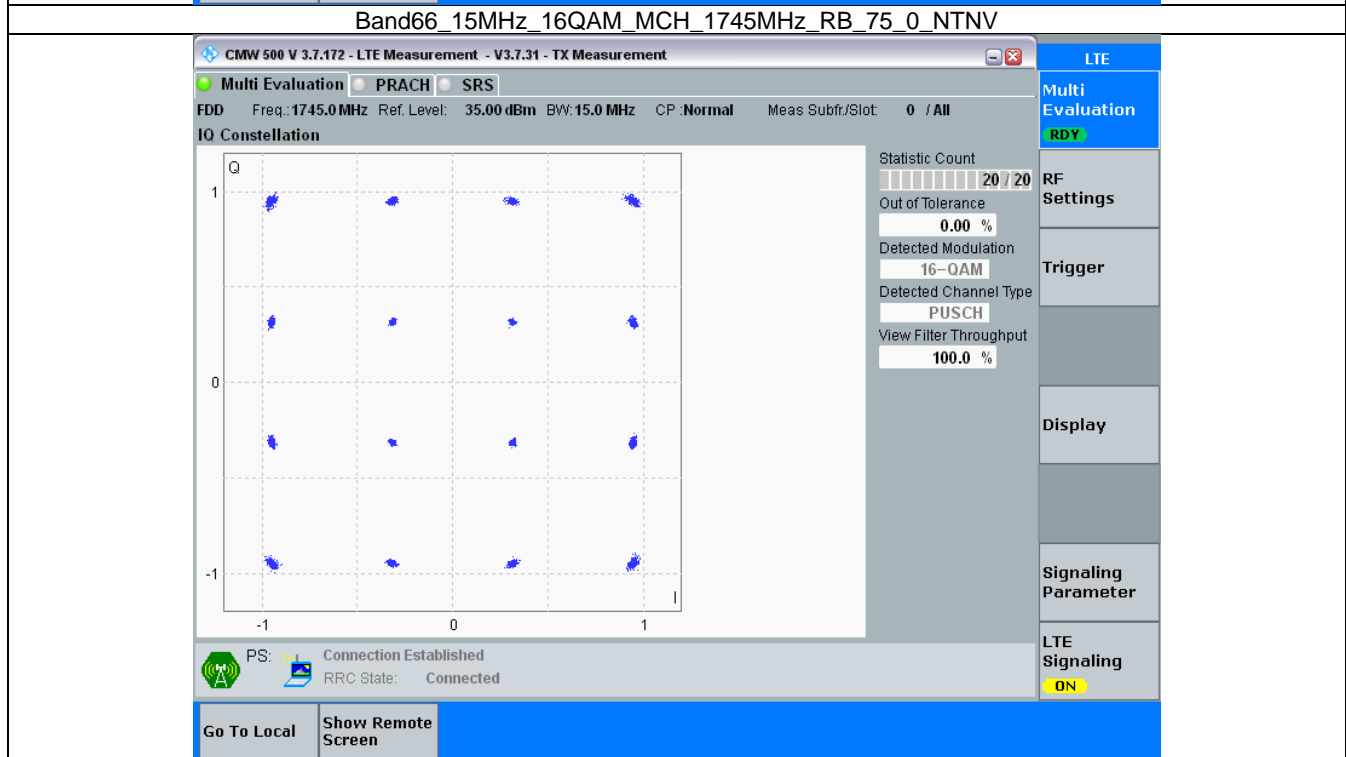 Band66_15MHz_16QAM_MCH_1745MHz_RB_75_0_NTNV
CMW 500 V 3.7.172 - LTE Measurement - V3.7.31 - TX Measurement
LTE
Multi Evaluation PRACH SRS
FDD Freq.:1745.0 MHz Ref. Level: 35.00 dBm BW:15.0 MHz CP :Normal Meas Subfr./Slot: 0 / All
IQ Constellation
Q
1
0
-1
-1 0 1
I
Statistic Count
20 / 20
Out of Tolerance
0.00 %
Detected Modulation
16-QAM
Detected Channel Type
PUSCH
View Filter Throughput
100.0 %
Multi
Evaluation
RDY
RF
Settings
Trigger
Display
Signaling
Parameter
LTE
Signaling
ON
PS: Connection Established
RRC State: Connected
Go To Local
Show Remote
Screen